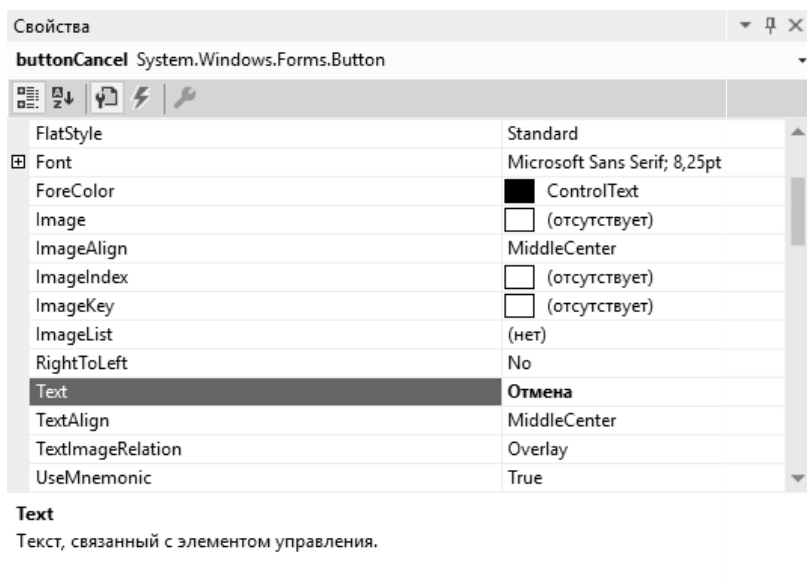 Свойства
buttonCancel System.Windows.Forms.Button
FlatStyle Standard
Font Microsoft Sans Serif; 8,25pt
ForeColor ControlText
Image (отсутствует)
ImageAlign MiddleCenter
ImageIndex (отсутствует)
ImageKey (отсутствует)
ImageList (нет)
RightToLeft No
Text Отмена
TextAlign MiddleCenter
TextImageRelation Overlay
UseMnemonic True
Text
Текст, связанный с элементом управления.